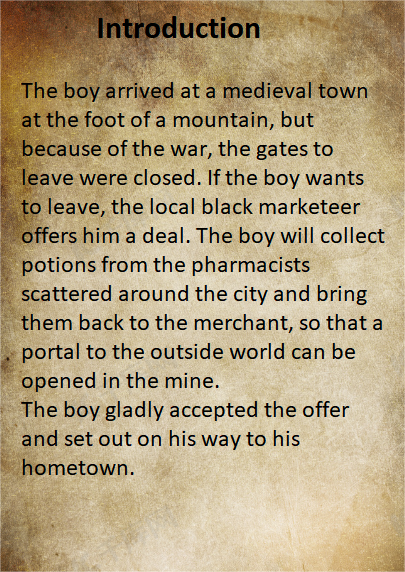 Introduction
The boy arrived at a medieval town
at the foot of a mountain, but
because of the war, the gates to
leave were closed. If the boy wants
to leave, the local black marketeer
offers him a deal. The boy will collect
potions from the pharmacists
scattered around the city and bring
them back to the merchant, so that a
portal to the outside world can be
opened in the mine.
The boy gladly accepted the offer
and set out on his way to his
hometown.